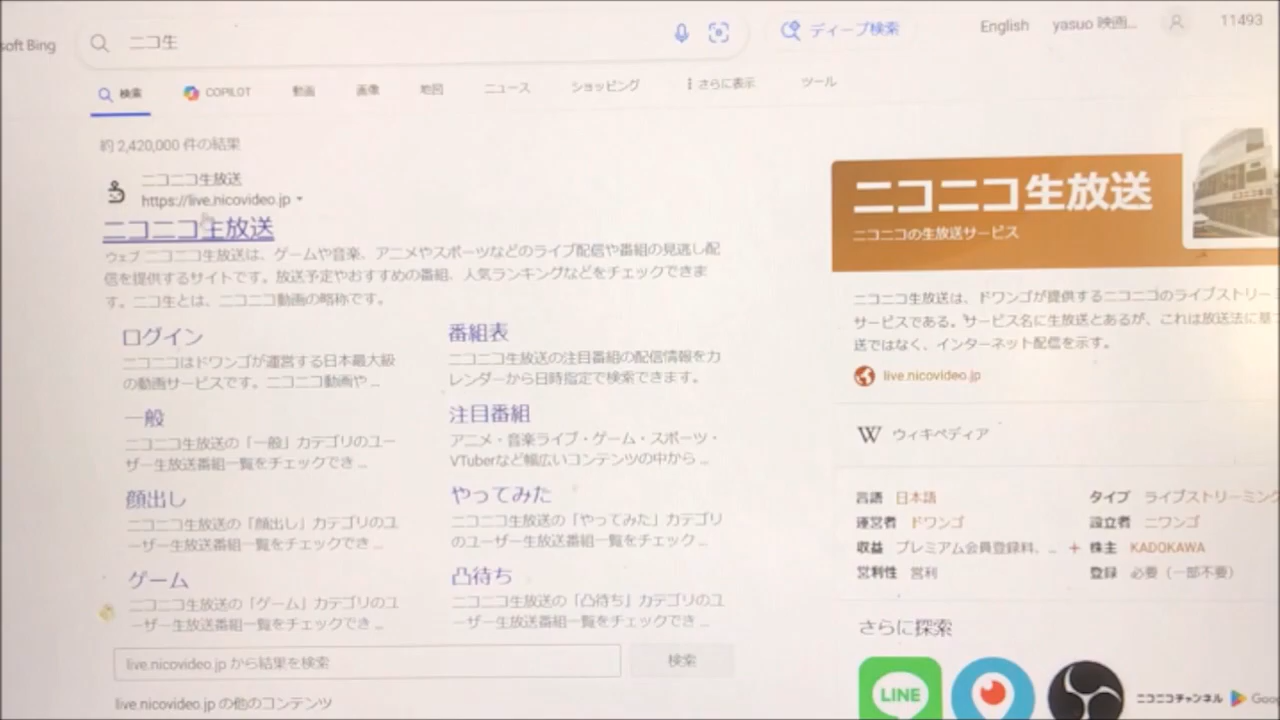 soft Bing
ニコ生
ディープ検索
English
yasuo 映画...
11493
検索
COPILOT
動画
画像
地図
ニュース
ショッピング
さらに表示
ツール
約 2,420,000 件の結果
ニコニコ生放送
https://live.nicovideo.jp
ニコニコ生放送
ウェブ ニコニコ生放送は、ゲームや音楽、アニメやスポーツなどのライブ配信や番組の見逃し配
信を提供するサイトです。放送予定やおすすめの番組、人気ランキングなどをチェックできま
す。ニコ生とは、ニコニコ動画の略称です。
ログイン
ニコニコはドワンゴが運営する日本最大級
の動画サービスです。ニコニコ動画や ...
番組表
ニコニコ生放送の注目番組の配信情報をカ
レンダーから日時指定で検索できます。
一般
ニコニコ生放送の「一般」カテゴリのユー
ザー生放送番組一覧をチェックでき ...
注目番組
アニメ・音楽ライブ・ゲーム・スポーツ・
VTuberなど幅広いコンテンツの中から ...
顔出し
ニコニコ生放送の「顔出し」カテゴリのユ
ーザー生放送番組一覧をチェックでき ...
やってみた
ニコニコ生放送の「やってみた」カテゴリ
のユーザー生放送番組一覧をチェック ...
ゲーム
ニコニコ生放送の「ゲーム」カテゴリのユ
ーザー生放送番組一覧をチェックでき ...
凸待ち
ニコニコ生放送の「凸待ち」カテゴリのユ
ーザー生放送番組一覧をチェックでき ...
live.nicovideo.jp から結果を検索
検索
live.nicovideo.jp の他のコンテンツ
ニコニコ生放送
ニコニコの生放送サービス
ニコニコ生放送は、ドワンゴが提供するニコニコのライブストリー
サービスである。サービス名に生放送とあるが、これは放送法に基づ
送ではなく、インターネット配信を示す。
live.nicovideo.jp
W ウィキペディア
言語 日本語
タイプ ライブストリーミング
運営者 ドワンゴ
設立者 ニワンゴ
収益 プレミアム会員登録料、... +
株主 KADOKAWA
営利性 営利
登録 必要（一部不要）
さらに探索
LINE
ニコニコチャンネル
Goo